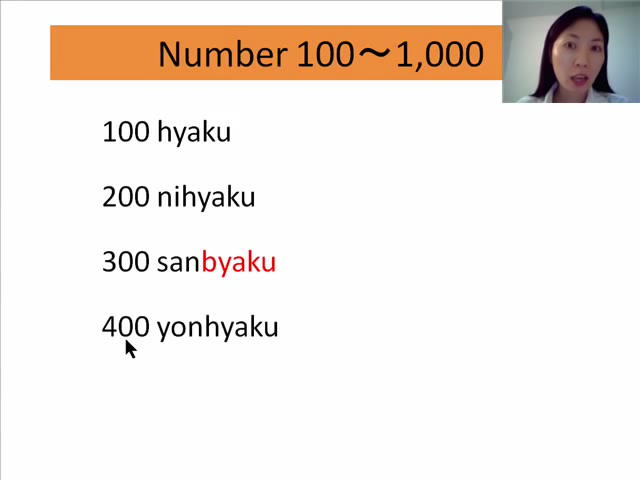 Number 100～1,000
100 hyaku
200 nihyaku
300 sanbyaku
400 yonhyaku